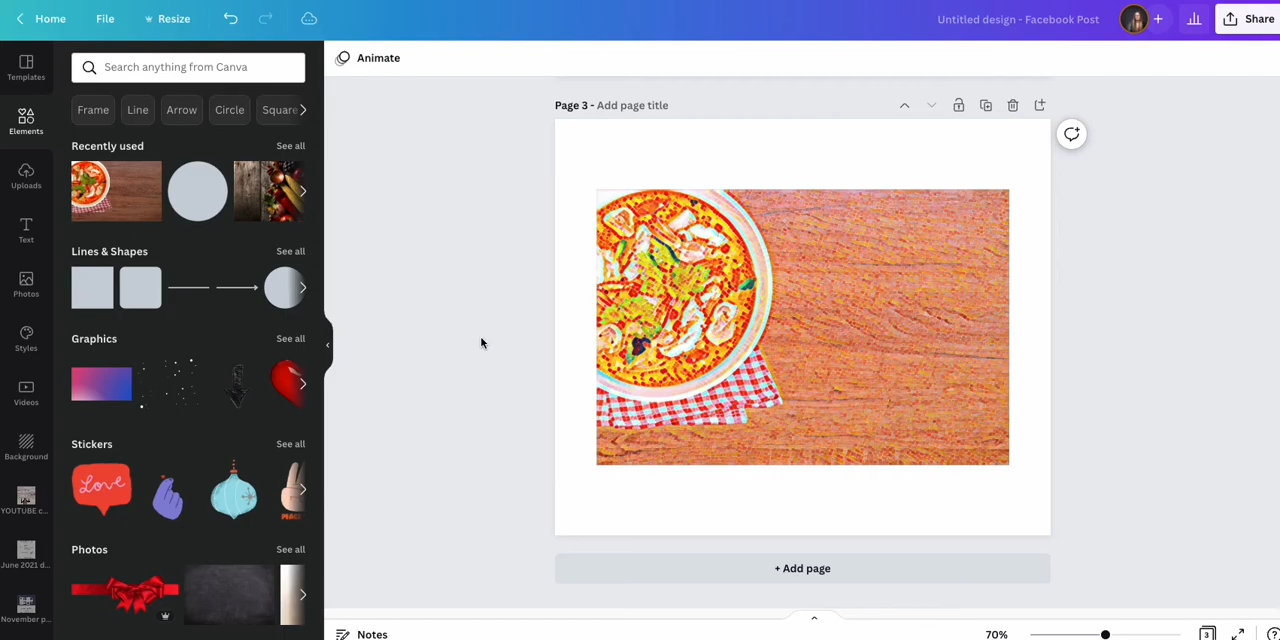 Home File Resize Untitled design - Facebook Post Share
Templates
Elements
Uploads
Text
Photos
Styles
Videos
Background
YOUTUBE c...
June 2021 d...
November p...
Search anything from Canva
Frame Line Arrow Circle Square
Recently used See all
Lines & Shapes See all
Graphics See all
Stickers See all
Love
PEACE
Photos See all
Animate
Page 3 - Add page title
+ Add page
Notes 70% 3